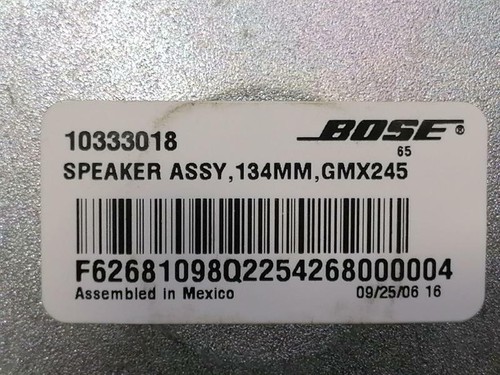 10333018 BOSE®
65
SPEAKER ASSY,134MM,GMX245
F62681098Q2254268000004
Assembled in Mexico 09/25/06 16